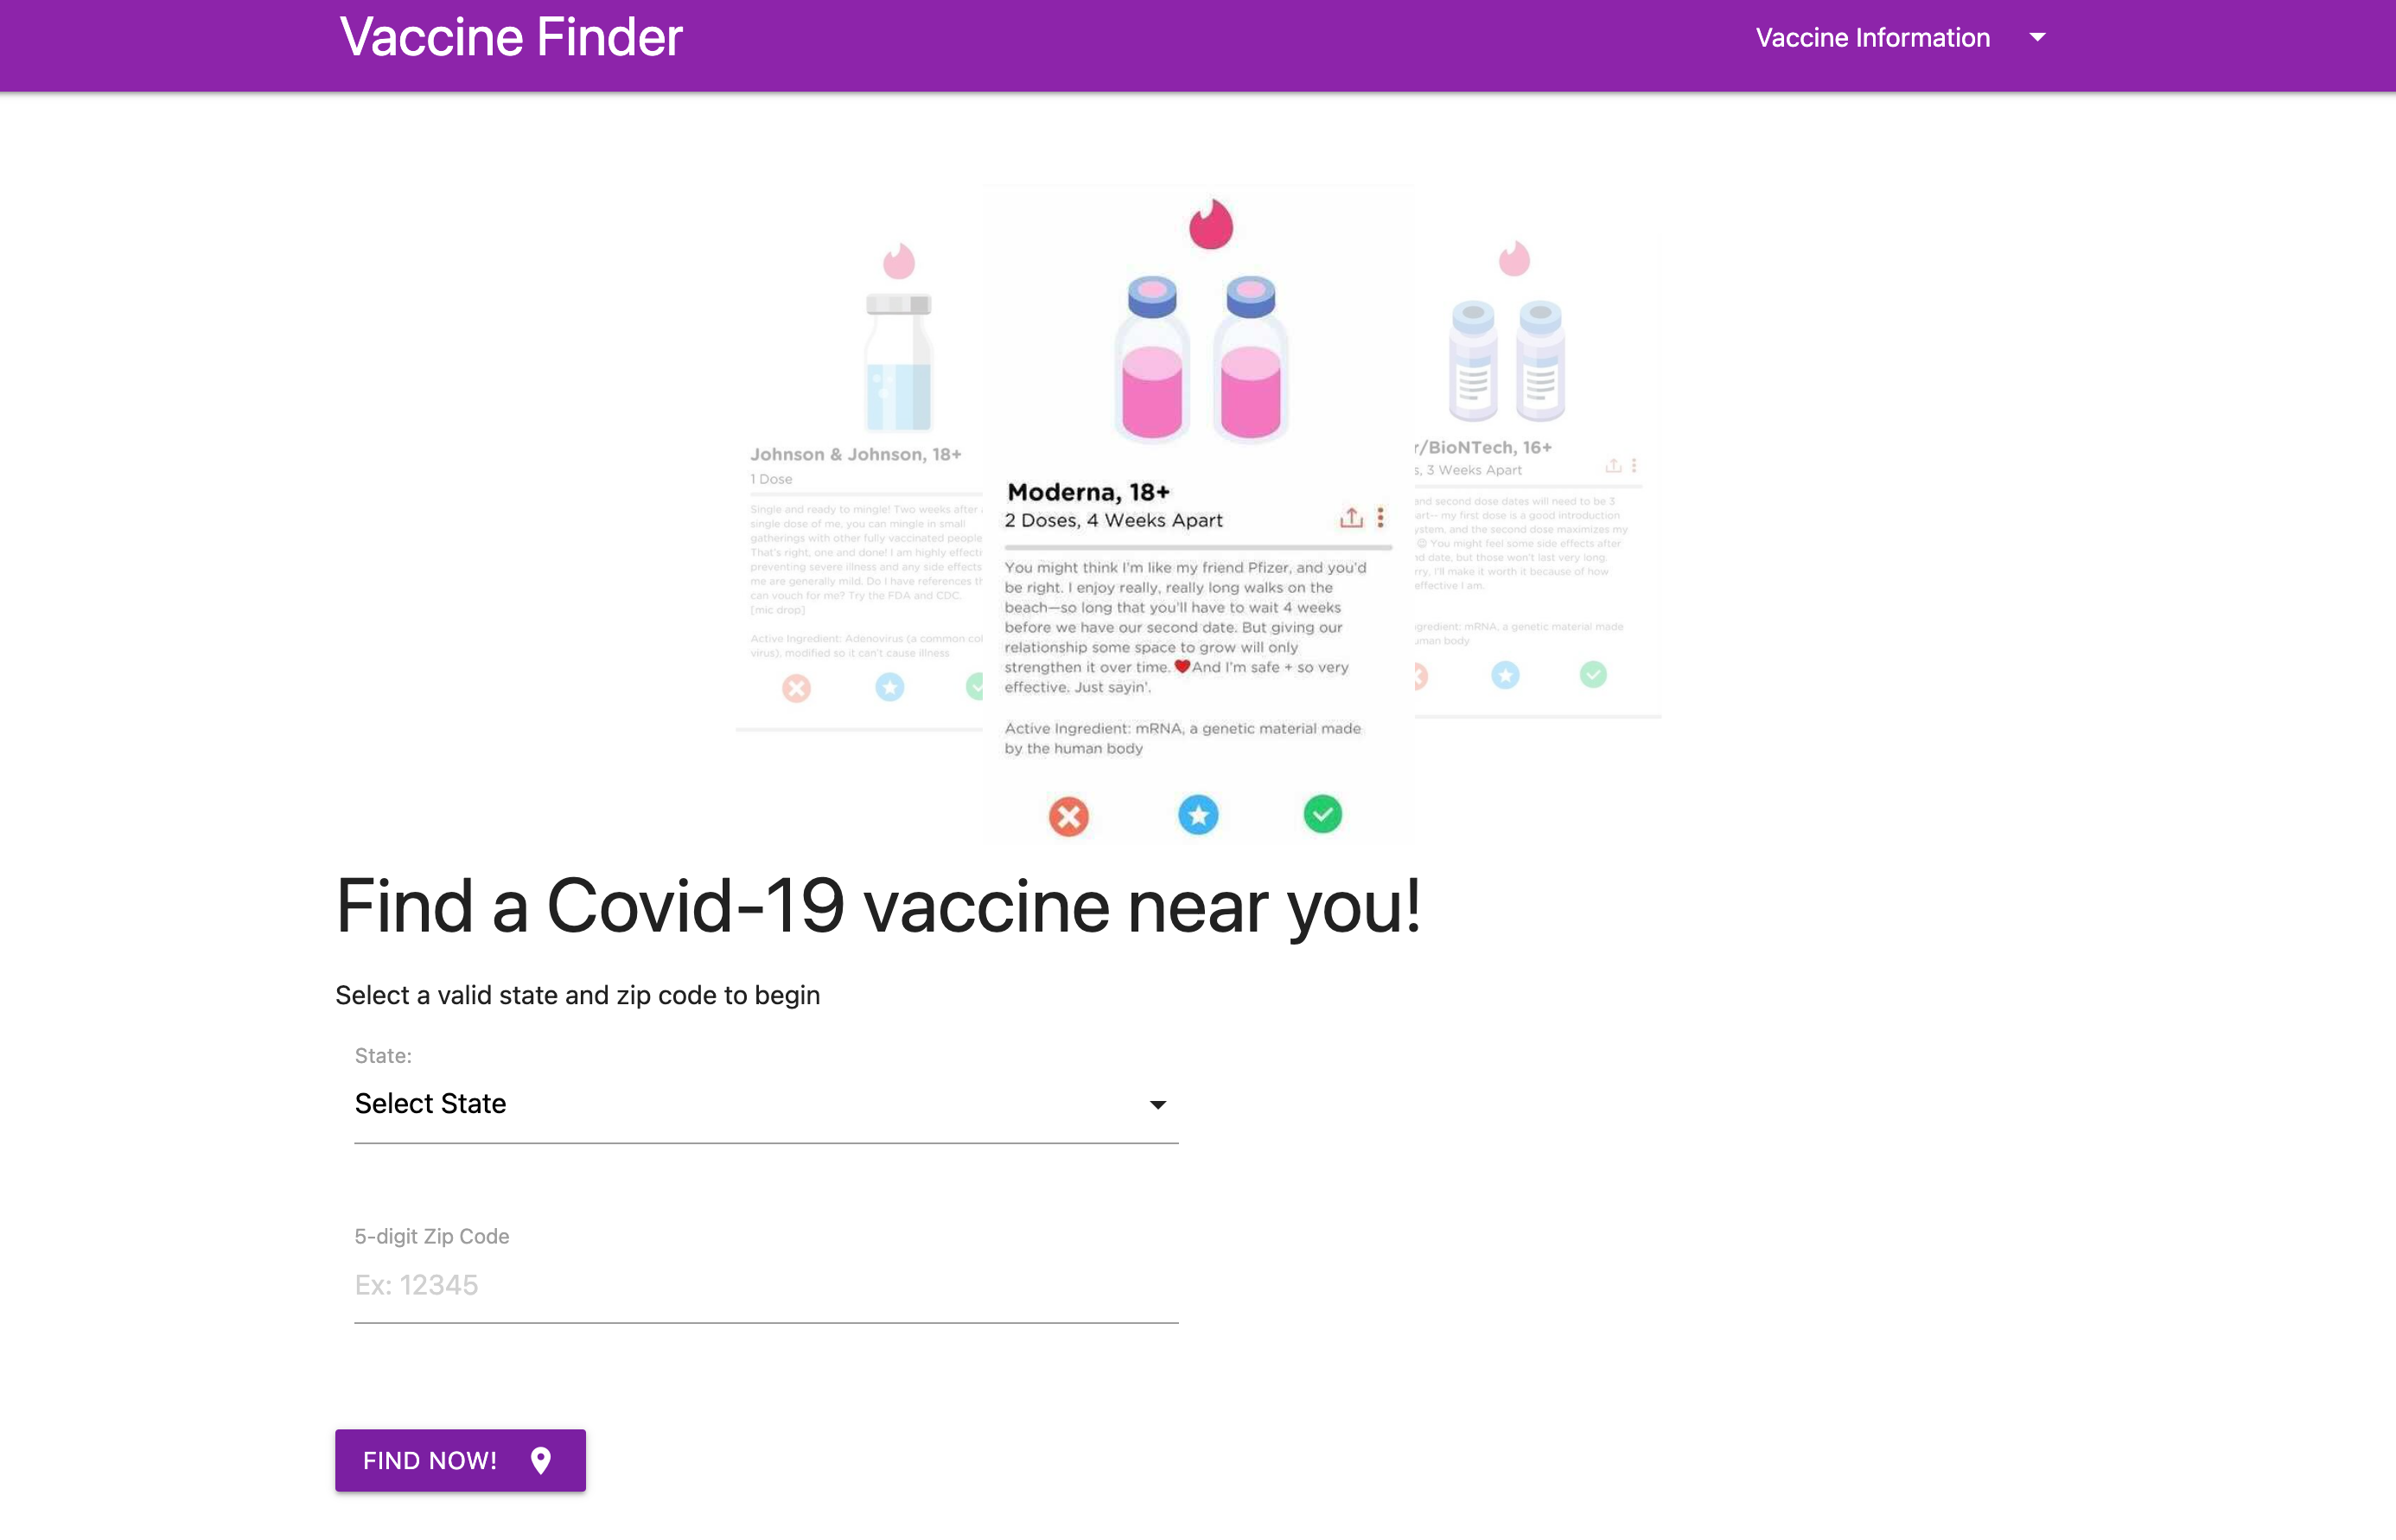 Vaccine Finder
Vaccine Information
Johnson & Johnson, 18+
1 Dose
Single and ready to mingle! Two weeks after
single dose of me, you can mingle in small
gatherings with other fully vaccinated people
That's right, one and done! I am highly
preventing severe illness and any side effects
me are generally mild. Do I have references
can vouch for me? Try the FDA and CDC.
[mic drop]
Active Ingredient: Adenovirus (a common
virus), modified so it can't cause illness
Moderna, 18+
2 Doses, 4 Weeks Apart
You might think I'm like my friend Pfizer, and you'd
be right. I enjoy really, really long walks on the
beach—so long that you'll have to wait 4 weeks
before we have our second date. But giving our
relationship some space to grow will only
strengthen it over time. ❤And I'm safe + so very
effective. Just sayin'.
Active Ingredient: mRNA, a genetic material made
by the human body
/BioNTech, 16+
3 Weeks Apart
and second dose dates will need to be 3
my first dose is a good introduction
and the second dose maximizes my
You might feel some side effects after
date, but those won't last very long.
I'll make it worth it because of how
effective I am.
mRNA, a genetic material made
body
Find a Covid-19 vaccine near you!
Select a valid state and zip code to begin
State:
Select State
5-digit Zip Code
Ex: 12345
FIND NOW!